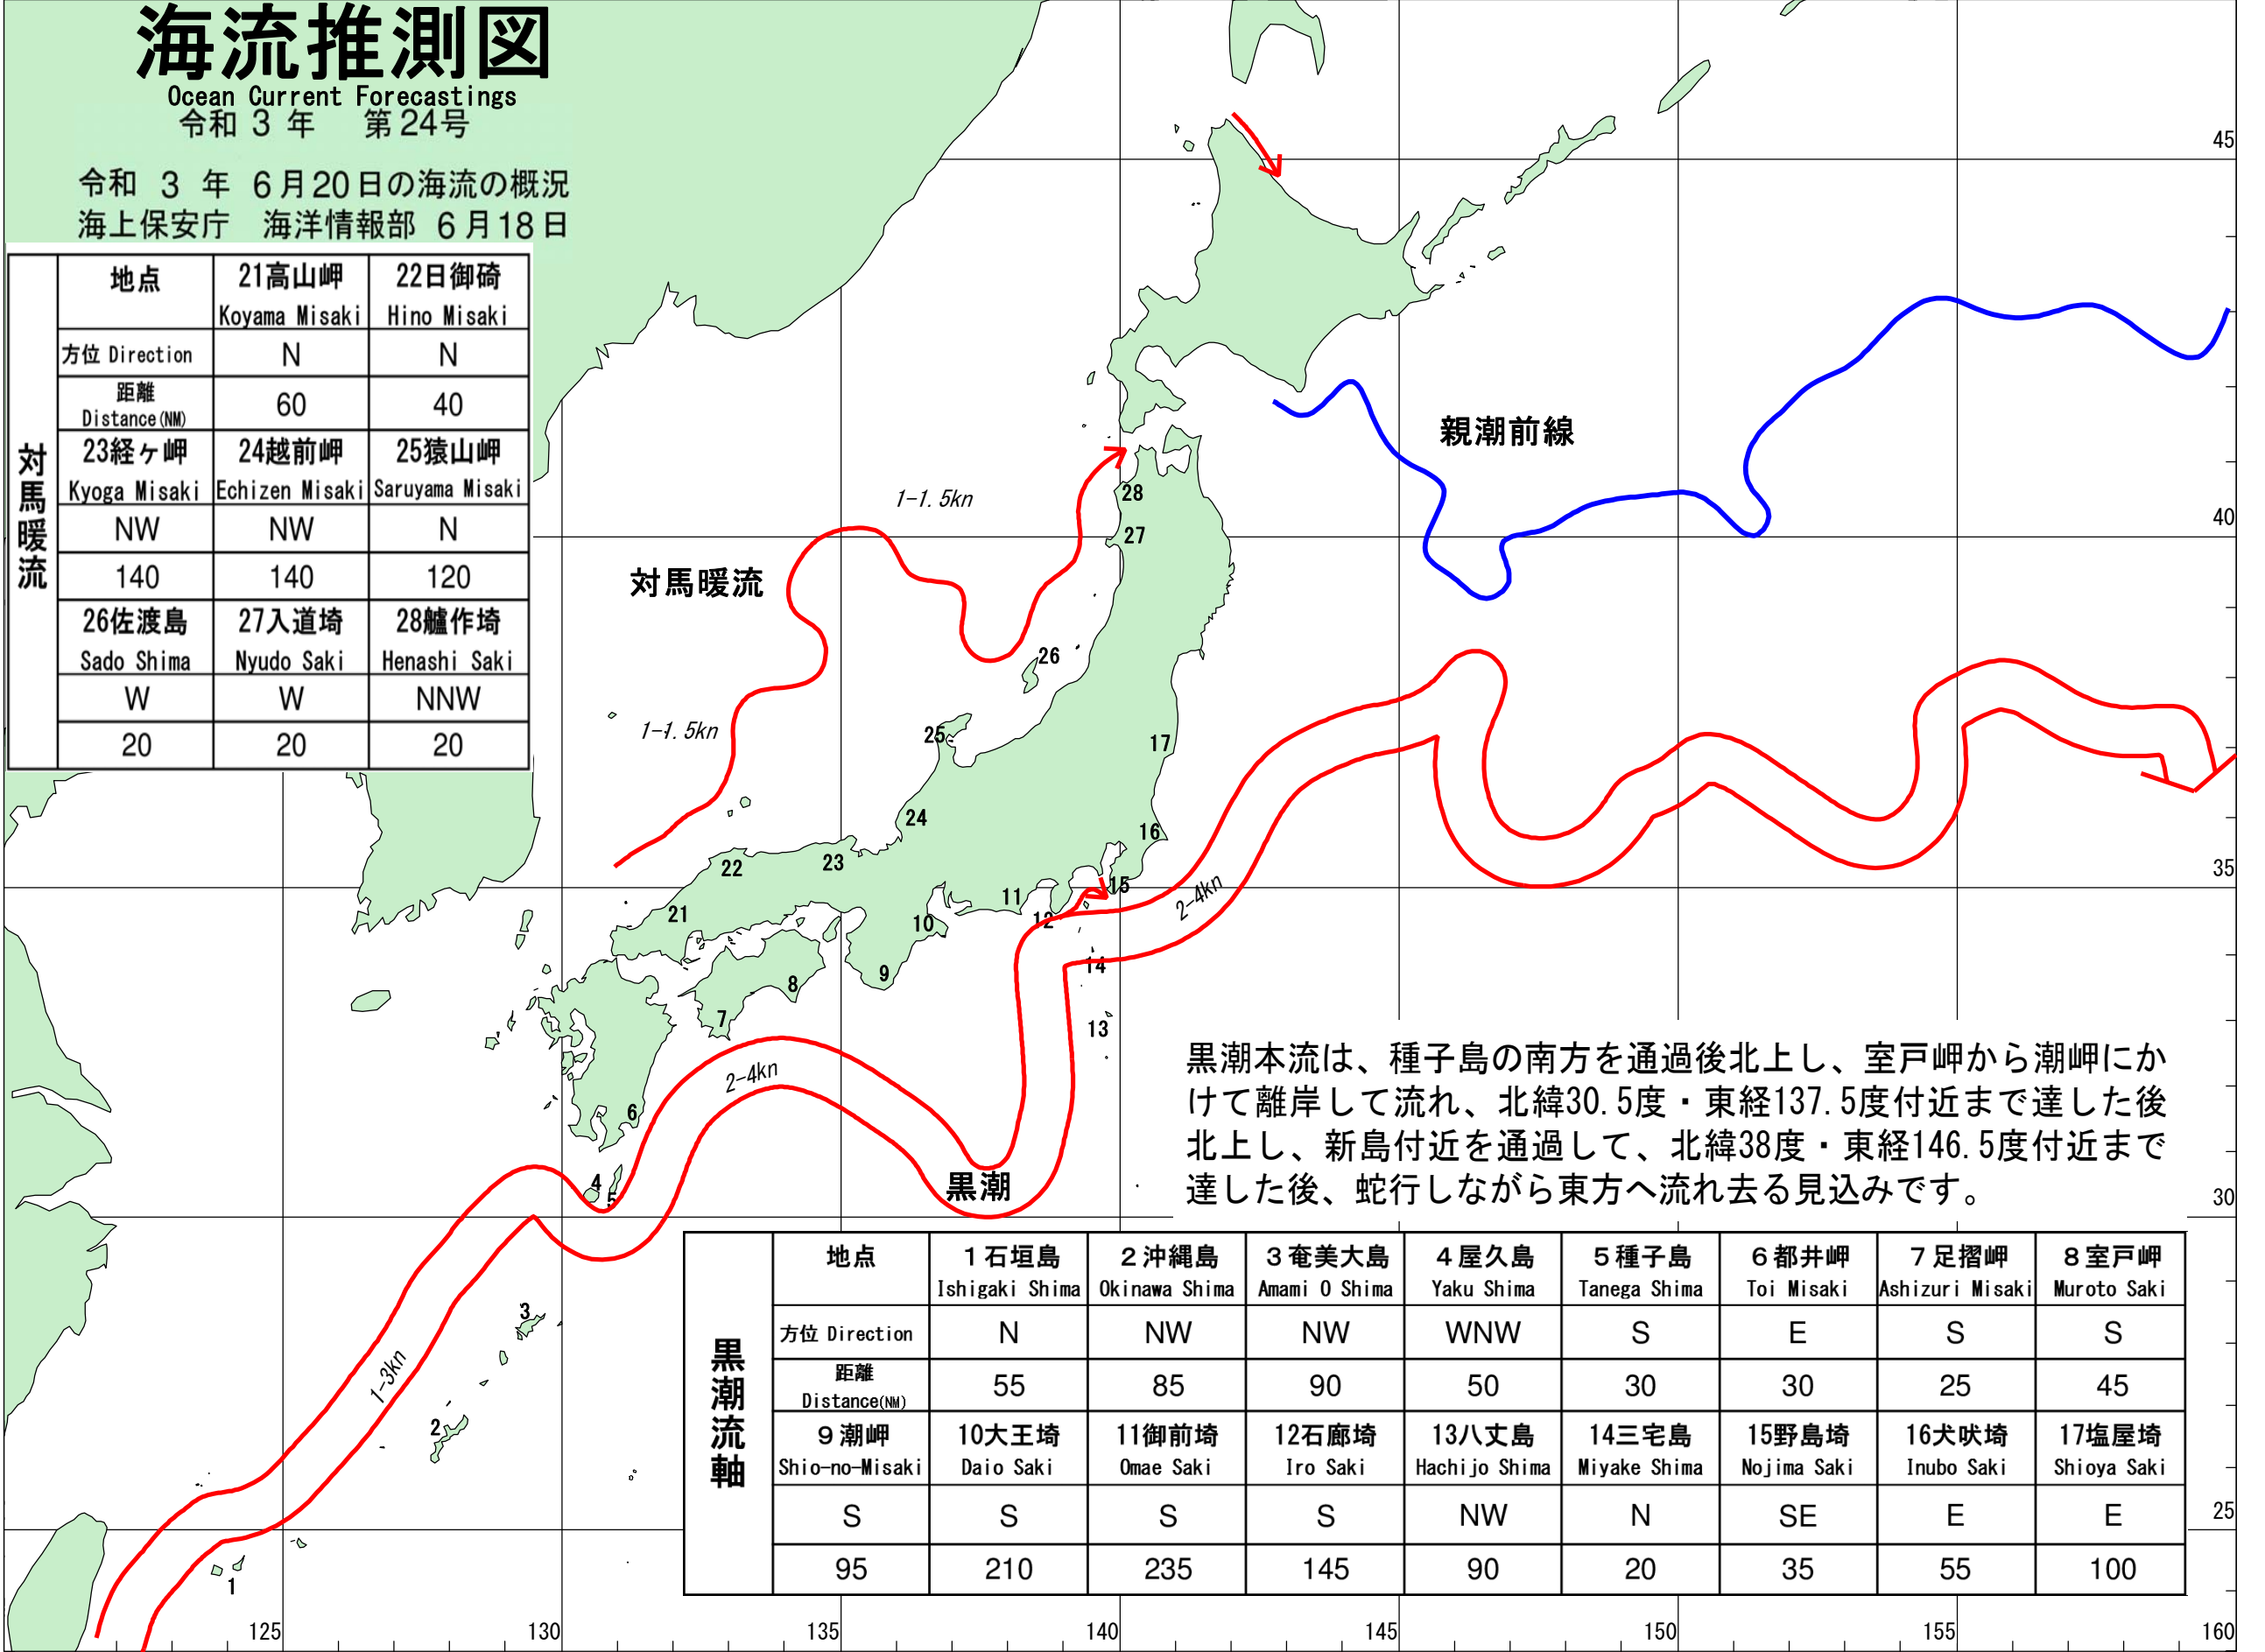 海流推測図
Ocean Current Forecastings
令和 3 年 第24号
令和 3 年 6月20日の海流の概況
海上保安庁 海洋情報部 6月18日
対馬暖流
地点 21高山岬 22日御碕
Koyama Misaki Hino Misaki
方位 Direction N N
距離 Distance(NM) 60 40
23経ヶ岬 24越前岬 25猿山岬
Kyoga Misaki Echizen Misaki Saruyama Misaki
NW NW N
140 140 120
26佐渡島 27入道埼 28艫作埼
Sado Shima Nyudo Saki Henashi Saki
W W NNW
20 20 20
45
親潮前線
1-1.5kn
28
40
27
対馬暖流
26
1-1.5kn
25
17
24
16
22
23
35
15
2-4kn
11
21
12
10
14
9
8
7
13
2-4kn
6
黒潮本流は、種子島の南方を通過後北上し、室戸岬から潮岬にか
けて離岸して流れ、北緯30.5度・東経137.5度付近まで達した後
北上し、新島付近を通過して、北緯38度・東経146.5度付近まで
達した後、蛇行しながら東方へ流れ去る見込みです。
4
5
黒潮
30
3
1-3kn
2
25
1
黒潮流軸
地点 1石垣島 2沖縄島 3奄美大島 4屋久島 5種子島 6都井岬 7足摺岬 8室戸岬
Ishigaki Shima Okinawa Shima Amami O Shima Yaku Shima Tanega Shima Toi Misaki Ashizuri Misaki Muroto Saki
方位 Direction N NW NW WNW S E S S
距離 Distance(NM) 55 85 90 50 30 30 25 45
9潮岬 10大王埼 11御前埼 12石廊埼 13八丈島 14三宅島 15野島埼 16犬吠埼 17塩屋埼
Shio-no-Misaki Daio Saki Omae Saki Iro Saki Hachijo Shima Miyake Shima Nojima Saki Inubo Saki Shioya Saki
S S S S NW N SE E E
95 210 235 145 90 20 35 55 100
125 130 135 140 145 150 155 160